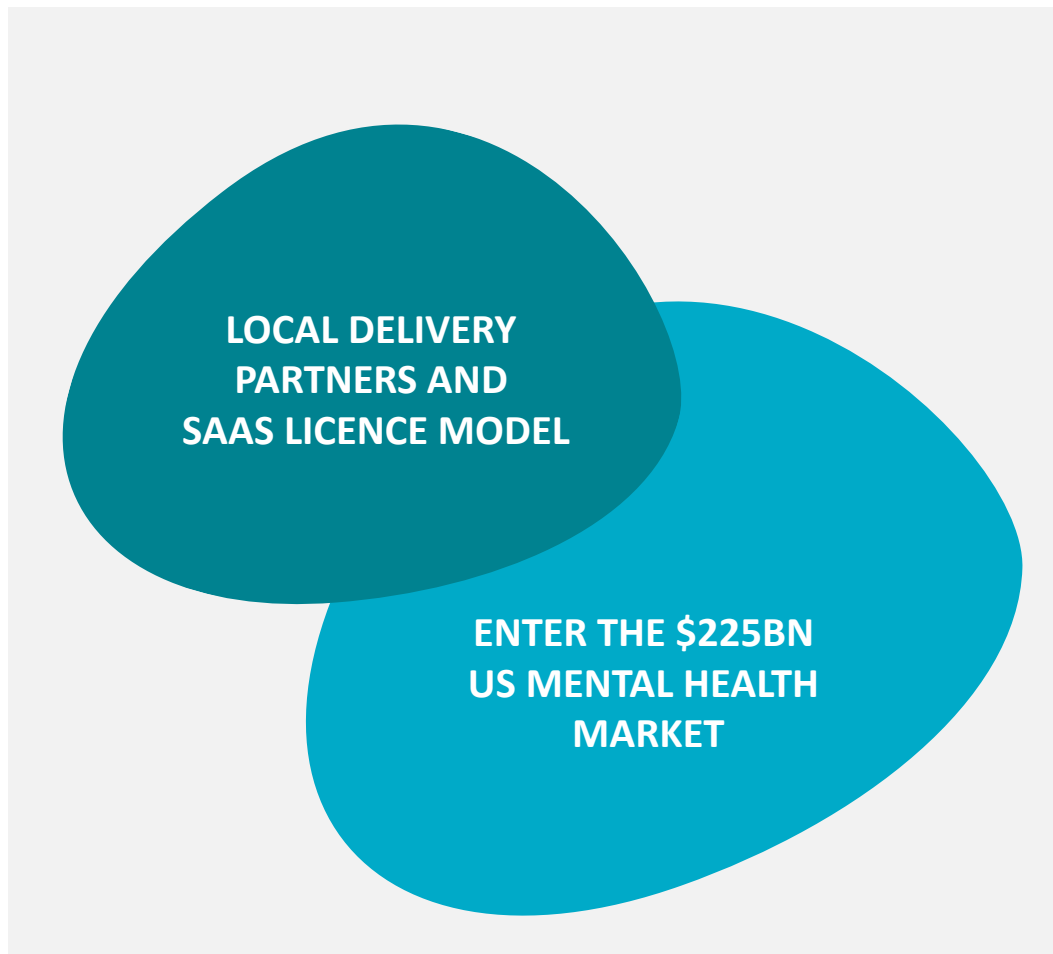 LOCAL DELIVERY
PARTNERS AND
SAAS LICENCE MODEL
ENTER THE $225BN
US MENTAL HEALTH
MARKET